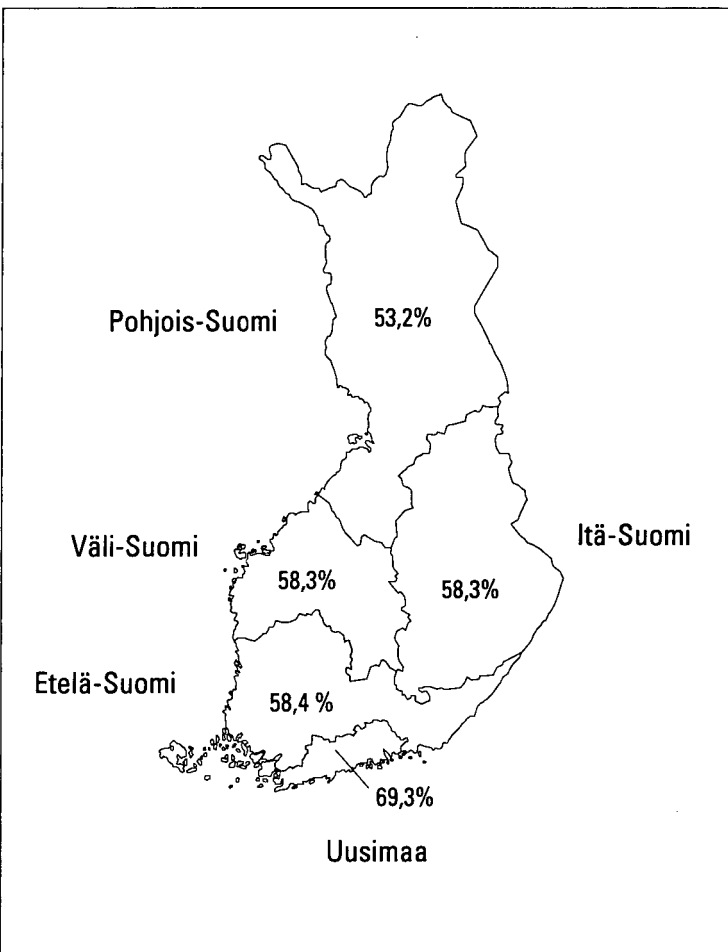 Pohjois-Suomi
53,2%
Väli-Suomi
Itä-Suomi
58,3%
58,3%
Etelä-Suomi
58,4 %
69,3%
Uusimaa